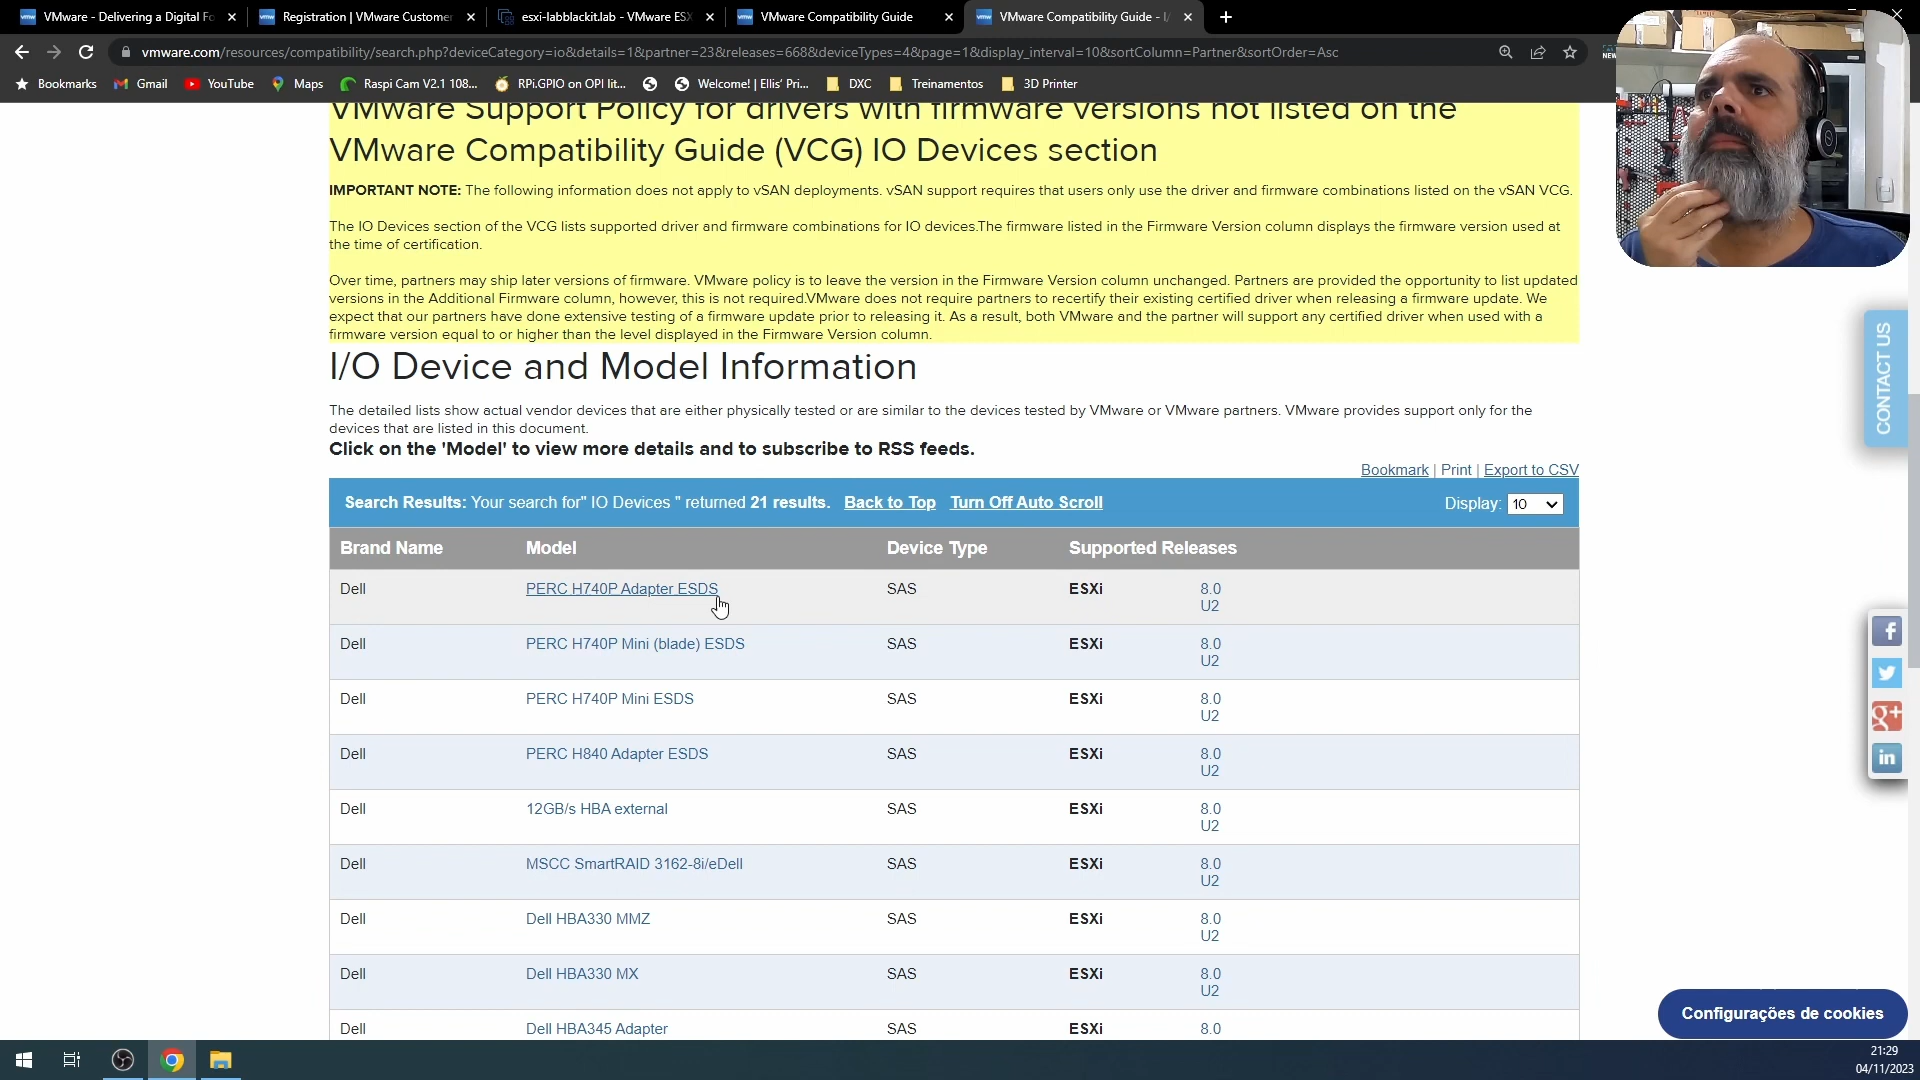 VMware - Delivering a Digital Fo
Registration | VMware Customer
esxi-labblackit.lab - VMware ESX
VMware Compatibility Guide
VMware Compatibility Guide - I/
vmware.com/resources/compatibility/search.php?deviceCategory=io&details=1&partner=23&releases=668&deviceTypes=4&page=1&display_interval=10&sortColumn=Partner&sortOrder=Asc
NEW
Bookmarks
Gmail
YouTube
Maps
Raspi Cam V2.1 108...
RPi.GPIO on OPI lit...
Welcome! | Ellis' Pri...
DXC
Treinamentos
3D Printer
VMware Support Policy for drivers with firmware versions not listed on the
VMware Compatibility Guide (VCG) IO Devices section
IMPORTANT NOTE: The following information does not apply to vSAN deployments. vSAN support requires that users only use the driver and firmware combinations listed on the vSAN VCG.
The IO Devices section of the VCG lists supported driver and firmware combinations for IO devices.The firmware listed in the Firmware Version column displays the firmware version used at
the time of certification.
Over time, partners may ship later versions of firmware. VMware policy is to leave the version in the Firmware Version column unchanged. Partners are provided the opportunity to list updated
versions in the Additional Firmware column, however, this is not required.VMware does not require partners to recertify their existing certified driver when releasing a firmware update. We
expect that our partners have done extensive testing of a firmware update prior to releasing it. As a result, both VMware and the partner will support any certified driver when used with a
firmware version equal to or higher than the level displayed in the Firmware Version column.
I/O Device and Model Information
The detailed lists show actual vendor devices that are either physically tested or are similar to the devices tested by VMware or VMware partners. VMware provides support only for the
devices that are listed in this document.
Click on the 'Model' to view more details and to subscribe to RSS feeds.
Bookmark | Print | Export to CSV
Search Results: Your search for" IO Devices " returned 21 results. Back to Top Turn Off Auto Scroll Display: 10
Brand Name Model Device Type Supported Releases
Dell PERC H740P Adapter ESDS SAS ESXi 8.0
U2
Dell PERC H740P Mini (blade) ESDS SAS ESXi 8.0
U2
Dell PERC H740P Mini ESDS SAS ESXi 8.0
U2
Dell PERC H840 Adapter ESDS SAS ESXi 8.0
U2
Dell 12GB/s HBA external SAS ESXi 8.0
U2
Dell MSCC SmartRAID 3162-8i/eDell SAS ESXi 8.0
U2
Dell Dell HBA330 MMZ SAS ESXi 8.0
U2
Dell Dell HBA330 MX SAS ESXi 8.0
U2
Dell Dell HBA345 Adapter SAS ESXi 8.0
CONTACT US
Configurações de cookies
21:29
04/11/2023